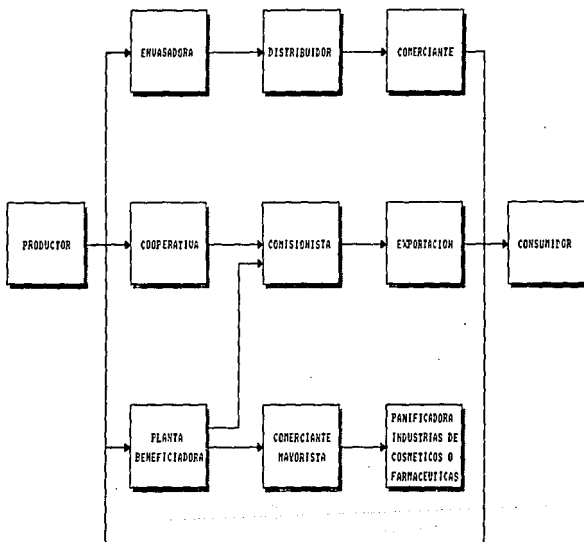 ENVASADORA
DISTRIBUIDOR
COMERCIANTE
PRODUCTOR
COOPERATIVA
COMISIONISTA
EXPORTACION
CONSUMIDOR
PLANTA
BENEFICIADORA
COMERCIANTE
MAYORISTA
PANIFICADORA
INDUSTRIAS DE
COSMETICOS O
FARMACEUTICAS